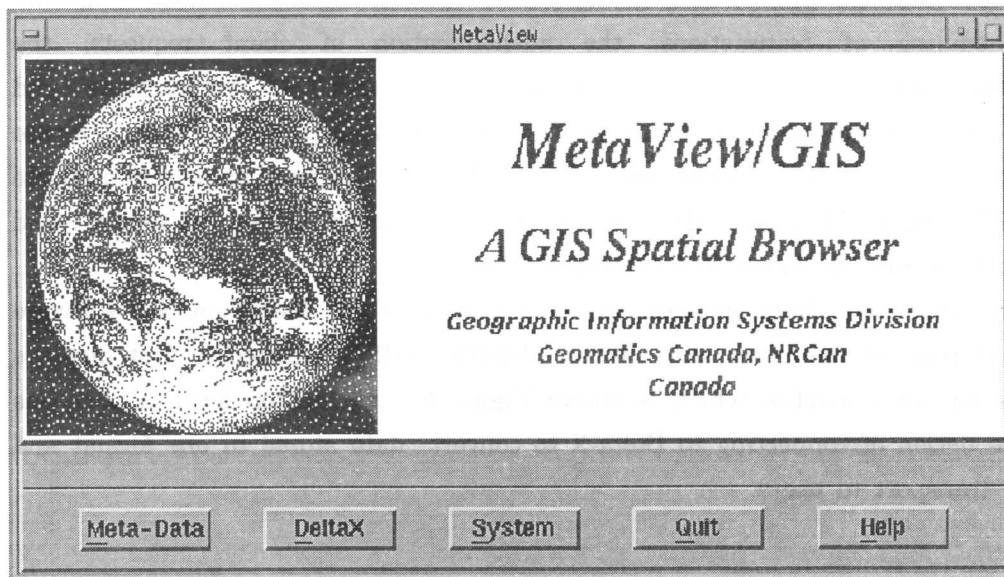 MetaView
MetaView/GIS
A GIS Spatial Browser
Geographic Information Systems Division
Geomatics Canada, NRCan
Canada
Meta-Data
DeltaX
System
Quit
Help